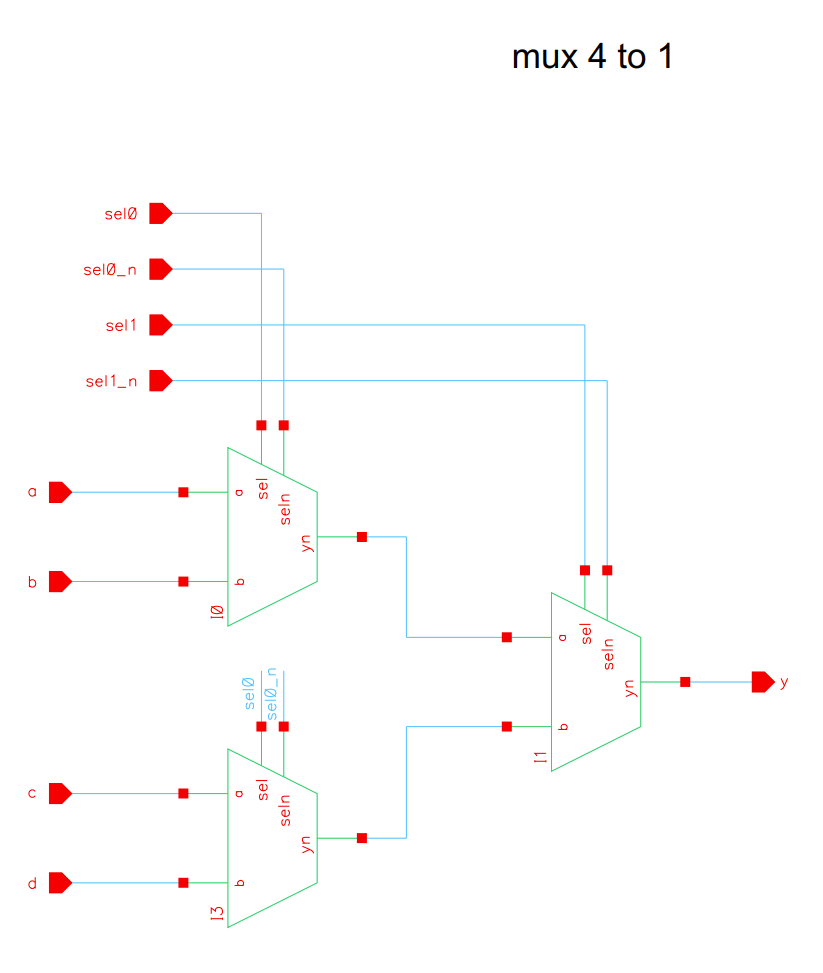 mux 4 to 1
sel0
sel0_n
sel1
sel1_n
a
a
sel
seln
yn
b
b
I0
a
sel
seln
yn
y
b
I1
sel0
sel0_n
c
a
sel
seln
yn
d
b
I3